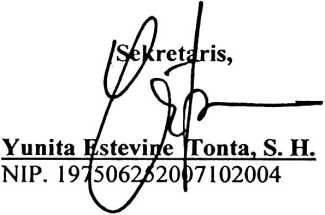 Sekretaris,
Yunita Estevine Tonta, S. H.
NIP. 197506252007102004